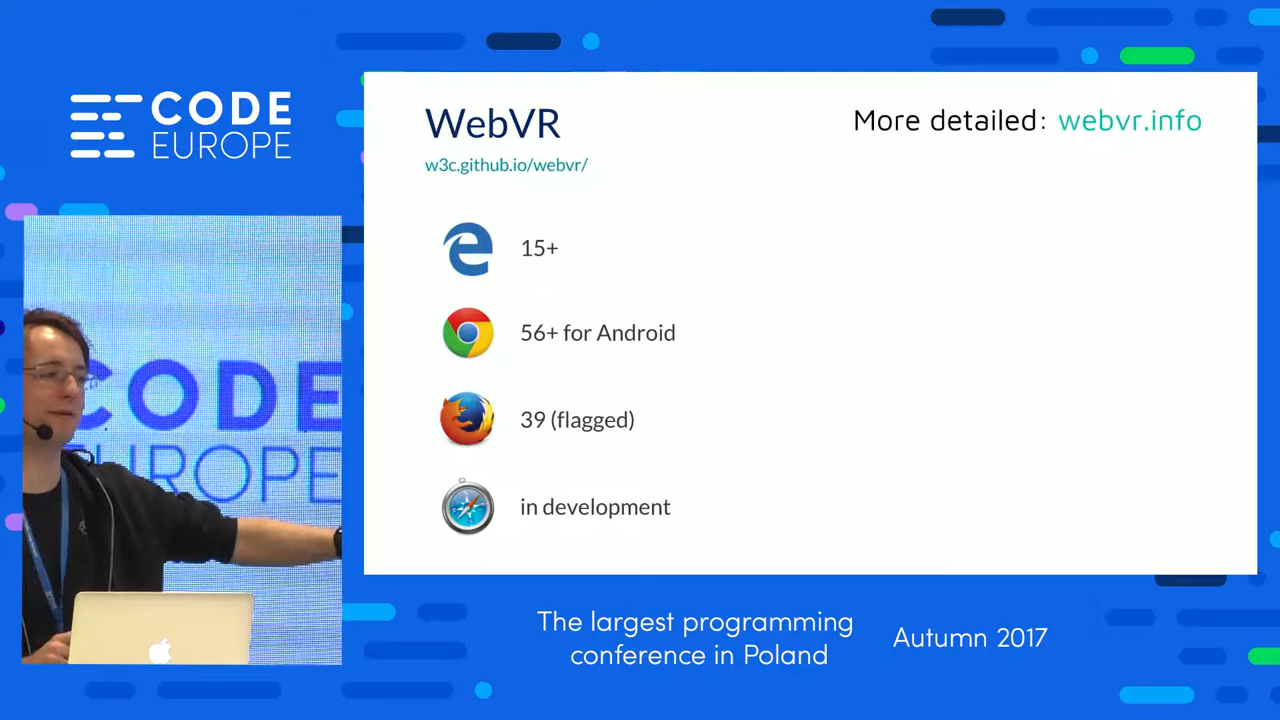 CODE
EUROPE
WebVR
w3c.github.io/webvr/
More detailed: webvr.info
15+
56+ for Android
39 (flagged)
in development
CODE
EUROPE
The largest programming
conference in Poland
Autumn 2017